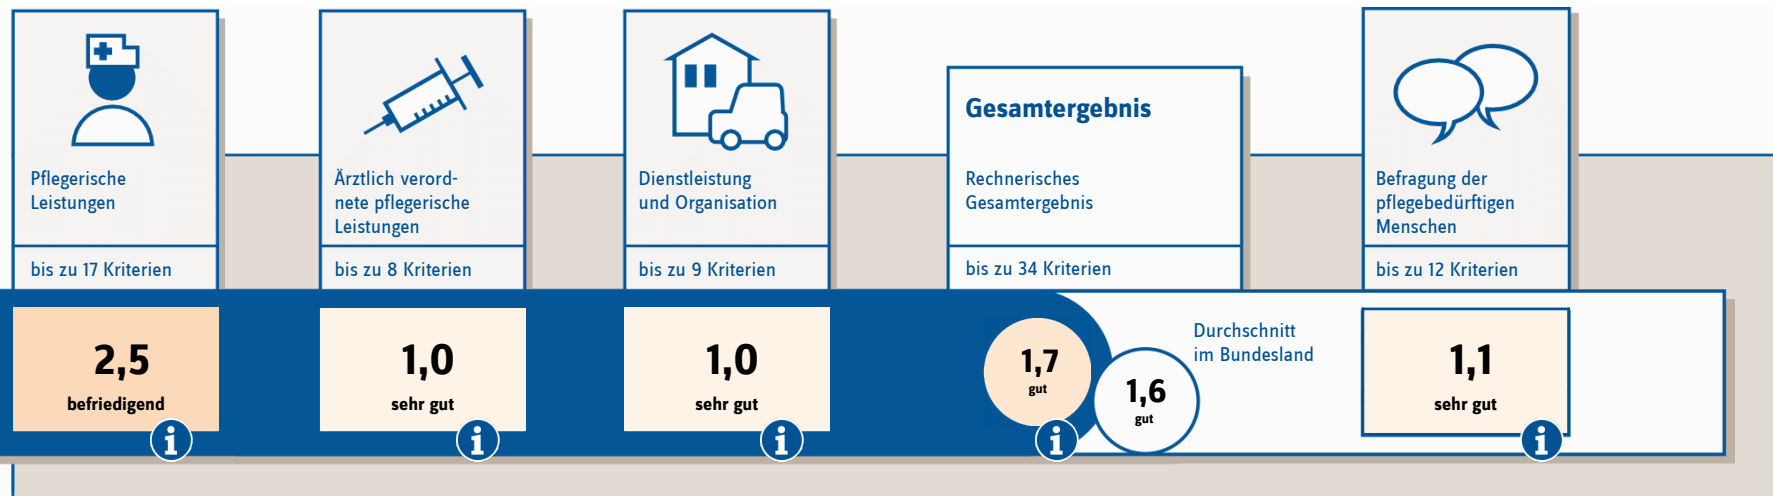 Pflegerische
Leistungen
bis zu 17 Kriterien
2,5
befriedigend
i
Ärztlich verord-
nete pflegerische
Leistungen
bis zu 8 Kriterien
1,0
sehr gut
i
Dienstleistung
und Organisation
bis zu 9 Kriterien
1,0
sehr gut
i
Gesamtergebnis
Rechnerisches
Gesamtergebnis
bis zu 34 Kriterien
1,7
gut
i
1,6
gut
Durchschnitt
im Bundesland
Befragung der
pflegebedürftigen
Menschen
bis zu 12 Kriterien
1,1
sehr gut
i